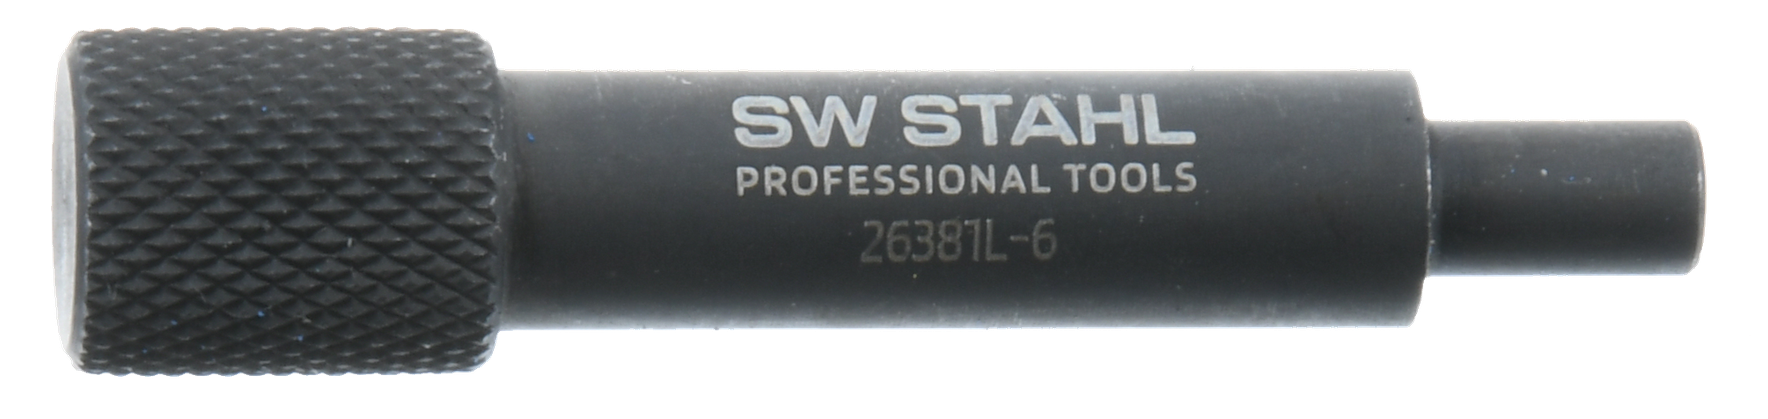 SW STAHL
PROFESSIONAL TOOLS
26381L-6